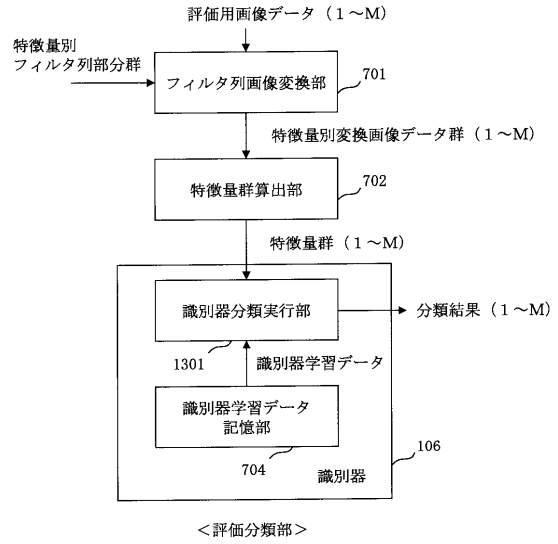 評価用画像データ（１～Ｍ）
特徴量別
フィルタ列部分群
フィルタ列画像変換部
701
特徴量別変換画像データ群（１～Ｍ）
特徴量群算出部
702
特徴量群（１～Ｍ）
識別器分類実行部
分類結果（１～Ｍ）
1301
識別器学習データ
識別器学習データ
記憶部
704
106
識別器
＜評価分類部＞